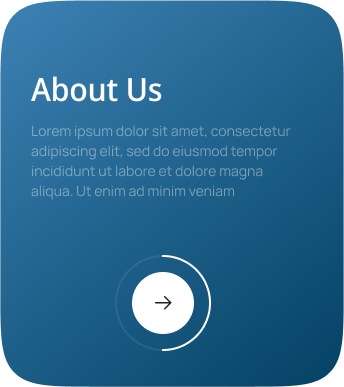 About Us
Lorem ipsum dolor sit amet, consectetur
adipiscing elit, sed do eiusmod tempor
incididunt ut labore et dolore magna
aliqua. Ut enim ad minim veniam